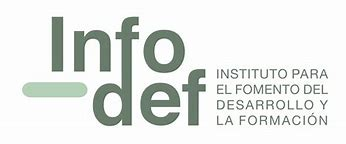 Info
def
INSTITUTO PARA
EL FOMENTO DEL
DESARROLLO Y
LA FORMACIÓN